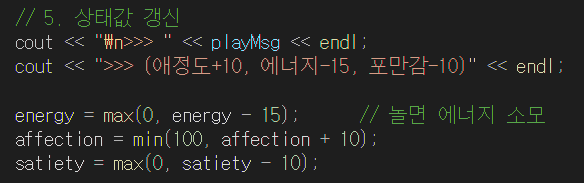 // 5. 상태값 갱신
cout << "₩n>>> " << playMsg << endl;
cout << ">>> (애정도+10, 에너지-15, 포만감-10)" << endl;
energy = max(0, energy - 15); // 놀면 에너지 소모
affection = min(100, affection + 10);
satiety = max(0, satiety - 10);